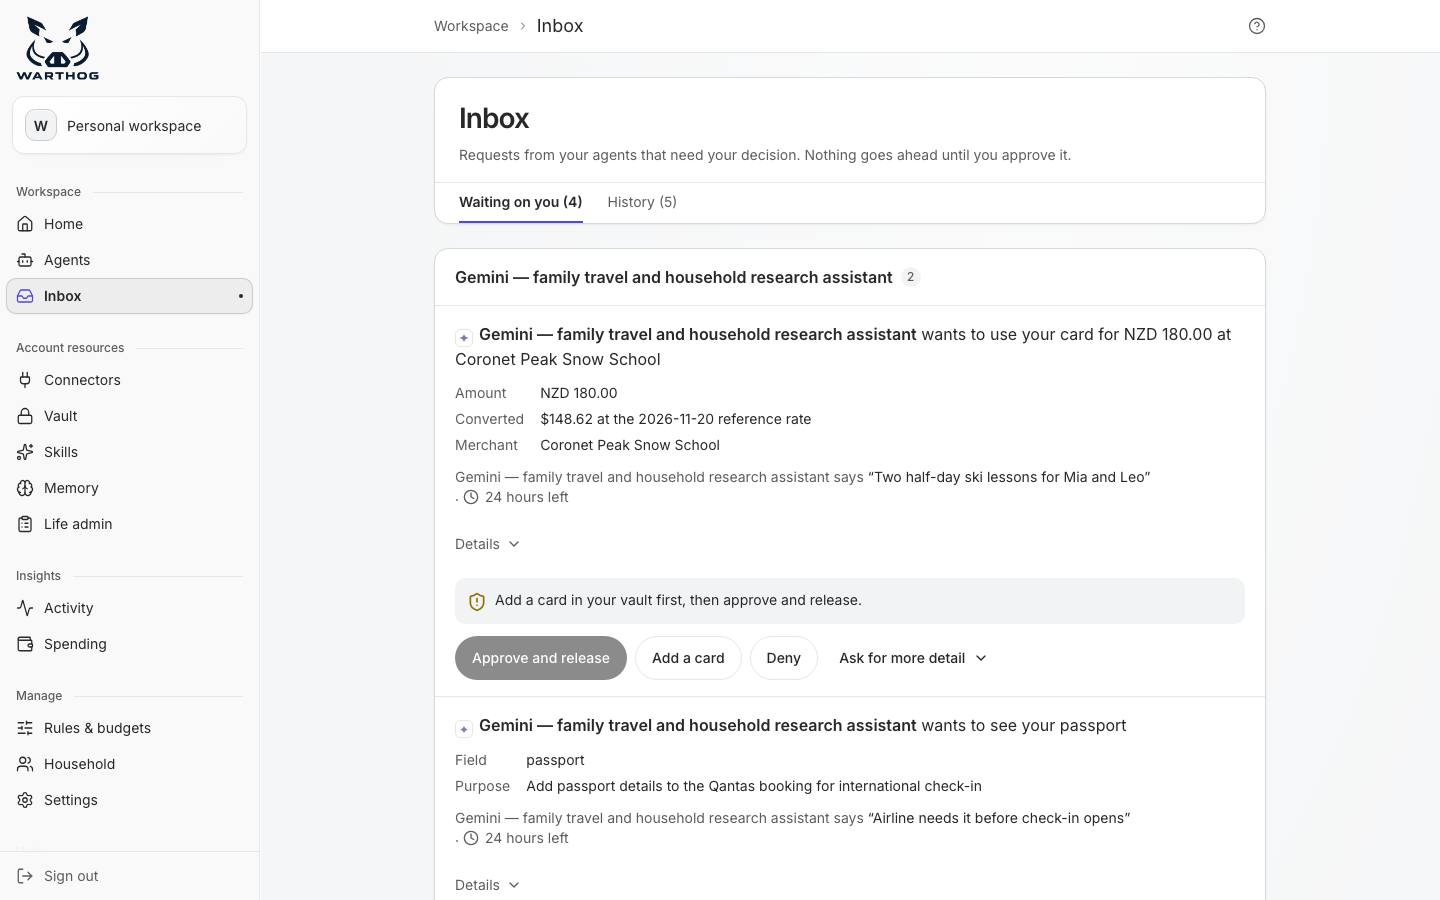 WARTHOG
W Personal workspace
Workspace
Home
Agents
Inbox
Account resources
Connectors
Vault
Skills
Memory
Life admin
Insights
Activity
Spending
Manage
Rules & budgets
Household
Settings
Sign out
Workspace > Inbox
Inbox
Requests from your agents that need your decision. Nothing goes ahead until you approve it.
Waiting on you (4) History (5)
Gemini — family travel and household research assistant 2
Gemini — family travel and household research assistant wants to use your card for NZD 180.00 at
Coronet Peak Snow School
Amount NZD 180.00
Converted $148.62 at the 2026-11-20 reference rate
Merchant Coronet Peak Snow School
Gemini — family travel and household research assistant says “Two half-day ski lessons for Mia and Leo”
. 24 hours left
Details
Add a card in your vault first, then approve and release.
Approve and release Add a card Deny Ask for more detail
Gemini — family travel and household research assistant wants to see your passport
Field passport
Purpose Add passport details to the Qantas booking for international check-in
Gemini — family travel and household research assistant says “Airline needs it before check-in opens”
. 24 hours left
Details